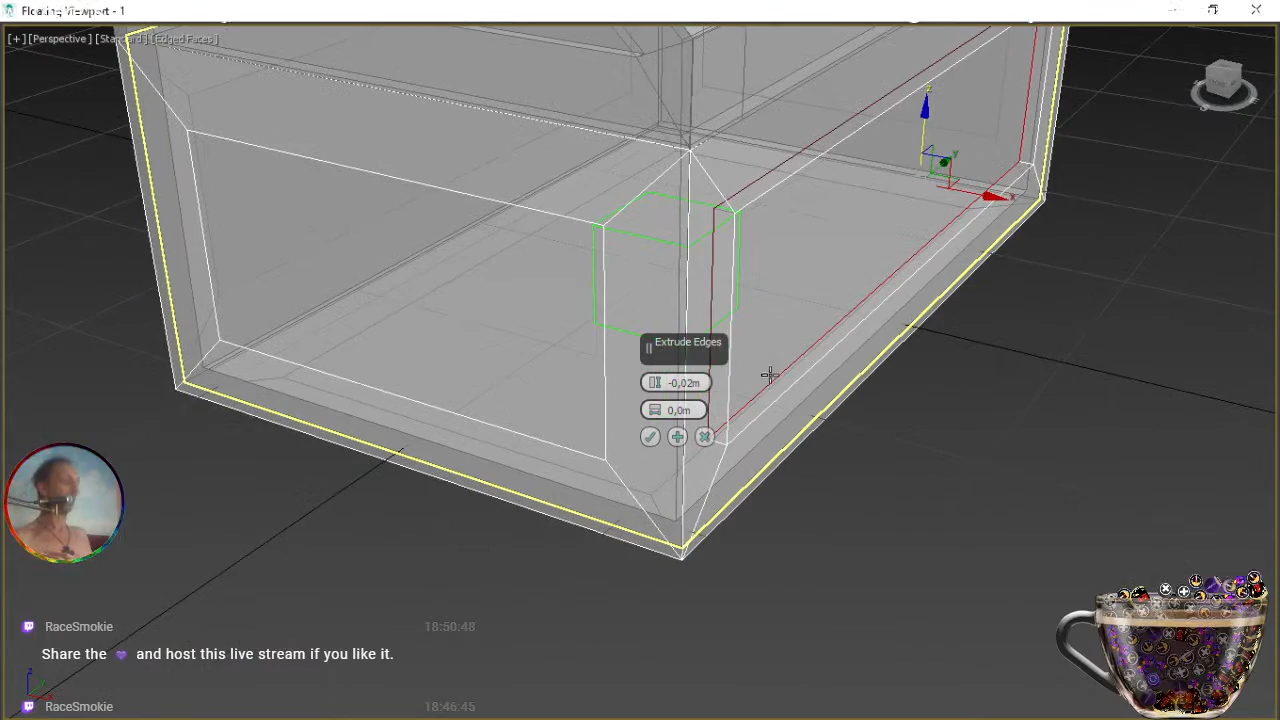 Floating Viewport - 1
[+] [Perspective] [Standard] [Edged Faces]
z
y
x
Extrude Edges
-0,02m
0,0m
RaceSmokie 18:50:48
Share the 💜 and host this live stream if you like it.
z
RaceSmokie 18:46:45